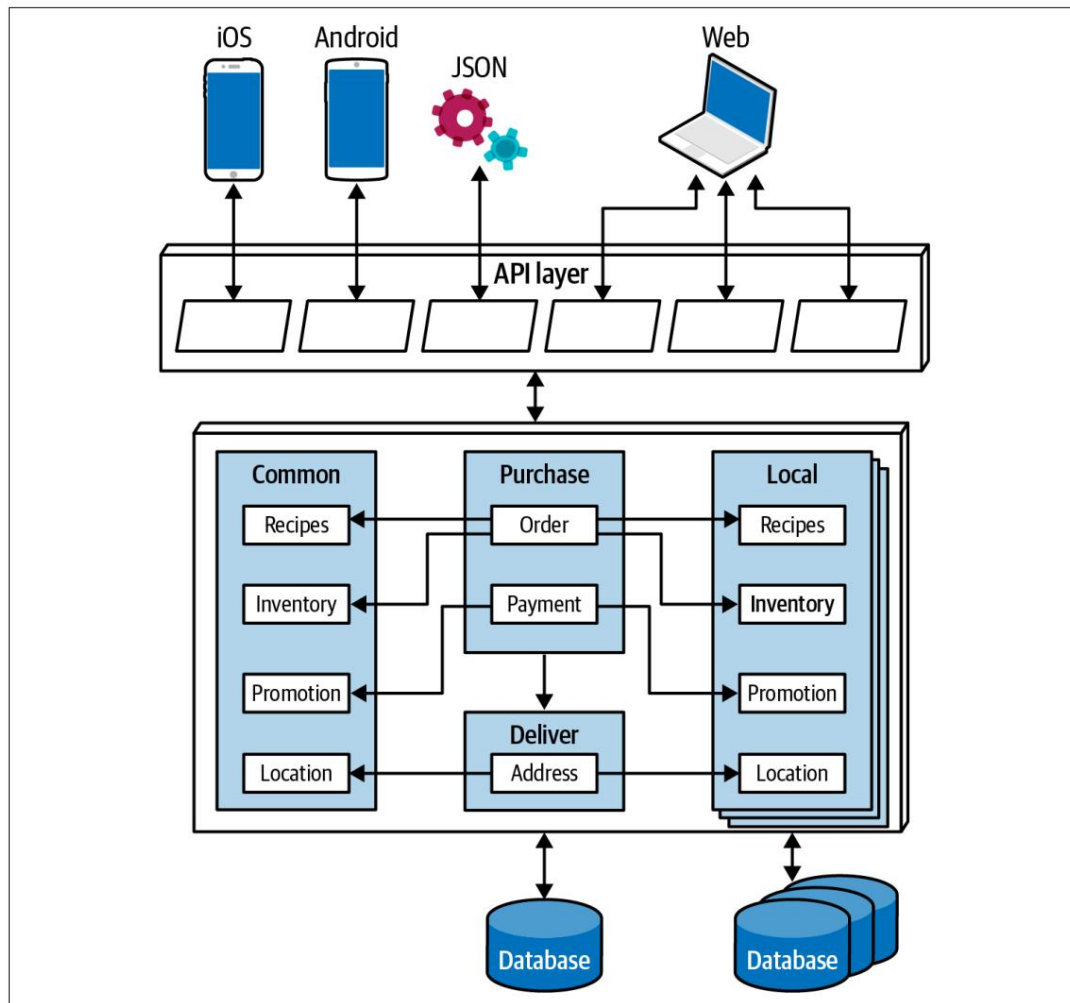 iOS
Android
JSON
Web
API layer
Common
Recipes
Inventory
Promotion
Location
Purchase
Order
Payment
Deliver
Address
Local
Recipes
Inventory
Promotion
Location
Database
Database